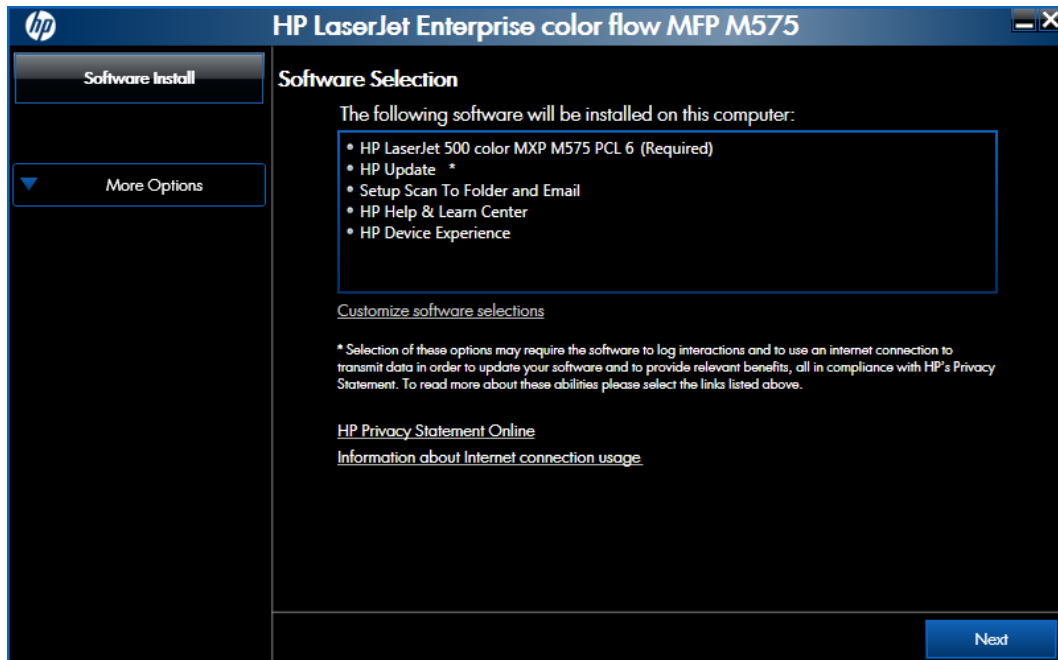 hp
HP LaserJet Enterprise color flow MFP M575
Software Install
More Options
Software Selection
The following software will be installed on this computer:
• HP LaserJet 500 color MXP M575 PCL 6 (Required)
• HP Update *
• Setup Scan To Folder and Email
• HP Help & Learn Center
• HP Device Experience
Customize software selections
* Selection of these options may require the software to log interactions and to use an internet connection to
transmit data in order to update your software and to provide relevant benefits, all in compliance with HP's Privacy
Statement. To read more about these abilities please select the links listed above.
HP Privacy Statement Online
Information about Internet connection usage
Next